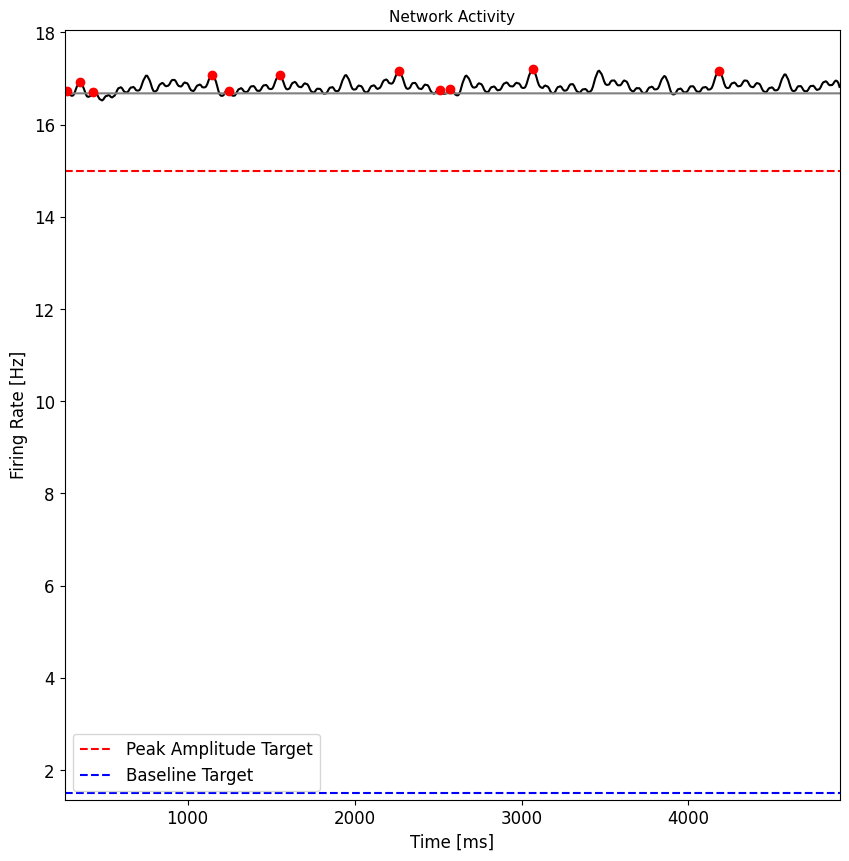 Network Activity
18
16
14
12
10
8
6
4
2
Firing Rate [Hz]
Peak Amplitude Target
Baseline Target
1000
2000
3000
4000
Time [ms]